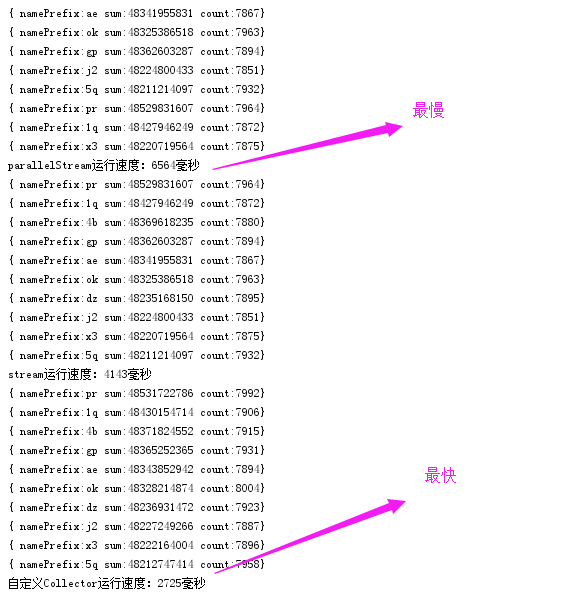 { namePrefix:ae sum:48341955831 count:7867}
{ namePrefix:ok sum:48325386518 count:7963}
{ namePrefix:gp sum:48362603287 count:7894}
{ namePrefix:j2 sum:48224800433 count:7851}
{ namePrefix:5q sum:48211214097 count:7932}
{ namePrefix:pr sum:48529831607 count:7964}
最慢
{ namePrefix:1q sum:48427946249 count:7872}
{ namePrefix:x3 sum:48220719564 count:7875}
parallelStream运行速度: 6564毫秒
{ namePrefix:pr sum:48529831607 count:7964}
{ namePrefix:1q sum:48427946249 count:7872}
{ namePrefix:4b sum:48369618235 count:7880}
{ namePrefix:gp sum:48362603287 count:7894}
{ namePrefix:ae sum:48341955831 count:7867}
{ namePrefix:ok sum:48325386518 count:7963}
{ namePrefix:dz sum:48235168150 count:7895}
{ namePrefix:j2 sum:48224800433 count:7851}
{ namePrefix:x3 sum:48220719564 count:7875}
{ namePrefix:5q sum:48211214097 count:7932}
stream运行速度: 4143毫秒
{ namePrefix:pr sum:48531722786 count:7992}
{ namePrefix:1q sum:48430154714 count:7906}
{ namePrefix:4b sum:48371824552 count:7915}
{ namePrefix:gp sum:48365252365 count:7931}
{ namePrefix:ae sum:48343852942 count:7894}
最快
{ namePrefix:ok sum:48328214874 count:8004}
{ namePrefix:dz sum:48236931472 count:7923}
{ namePrefix:j2 sum:48227249266 count:7887}
{ namePrefix:x3 sum:48222164004 count:7896}
{ namePrefix:5q sum:48212747414 count:7958}
自定义Collector运行速度: 2725毫秒